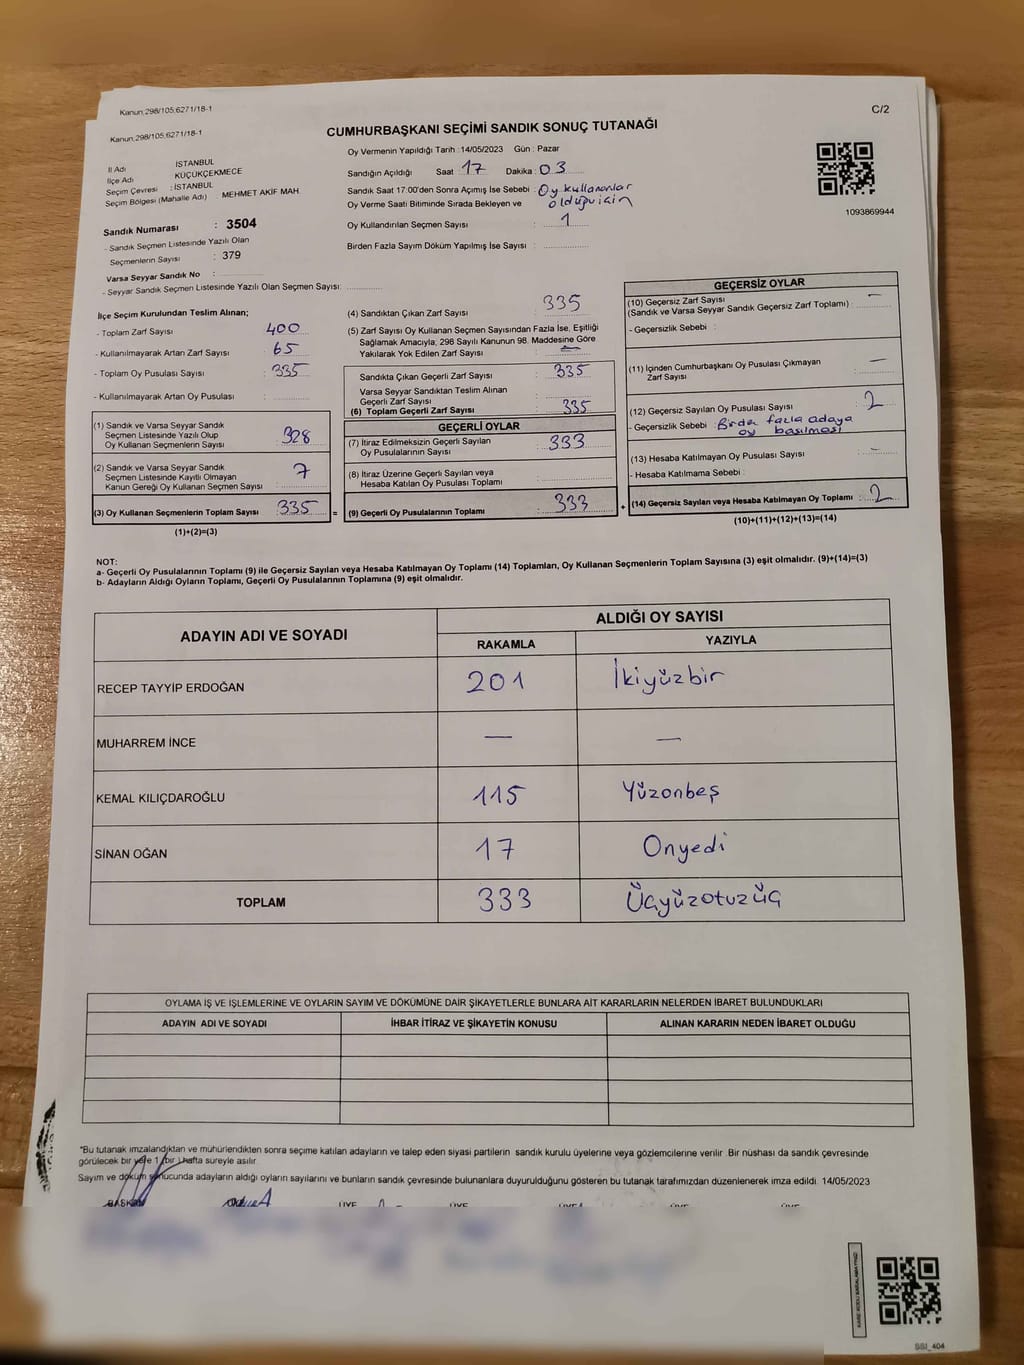 Kanun:298/105;6271/18-1
Kanun:298/105;6271/18-1
C/2
CUMHURBAŞKANI SEÇİMİ SANDIK SONUÇ TUTANAĞI
İl Adı İSTANBUL
İlçe Adı KÜÇÜKÇEKMECE
Seçim Çevresi : İSTANBUL
Seçim Bölgesi (Mahalle Adı) : MEHMET AKİF MAH.
Sandık Numarası : 3504
- Sandık Seçmen Listesinde Yazılı Olan
Seçmenlerin Sayısı : 379
Varsa Seyyar Sandık No :
- Seyyar Sandık Seçmen Listesinde Yazılı Olan Seçmen Sayısı:
Oy Vermenin Yapıldığı Tarih : 14/05/2023 Gün : Pazar
Sandığın Açıldığı Saat : 17 Dakika : 03
Sandık Saat 17:00'den Sonra Açımış İse Sebebi : Oy kullananlar
olduğu için
Oy Verme Saati Bitiminde Sırada Bekleyen ve
Oy Kullandırılan Seçmen Sayısı : 1
Birden Fazla Sayım Döküm Yapılmış İse Sayısı :
1093869944
İlçe Seçim Kurulundan Teslim Alınan;
- Toplam Zarf Sayısı : 400
- Kullanılmayarak Artan Zarf Sayısı : 65
- Toplam Oy Pusulası Sayısı : 335
- Kullanılmayarak Artan Oy Pusulası :
(1) Sandık ve Varsa Seyyar Sandık
Seçmen Listesinde Yazılı Olup
Oy Kullanan Seçmenlerin Sayısı : 328
(2) Sandık ve Varsa Seyyar Sandık
Seçmen Listesinde Kayıtlı Olmayan
Kanun Gereği Oy Kullanan Seçmen Sayısı : 7
(3) Oy Kullanan Seçmenlerin Toplam Sayısı : 335 =
(1)+(2)=(3)
(4) Sandıktan Çıkan Zarf Sayısı : 335
(5) Zarf Sayısı Oy Kullanan Seçmen Sayısından Fazla İse, Eşitliği
Sağlamak Amacıyla, 298 Sayılı Kanunun 98. Maddesine Göre
Yakılarak Yok Edilen Zarf Sayısı : —
Sandıkta Çıkan Geçerli Zarf Sayısı : 335
Varsa Seyyar Sandıktan Teslim Alınan
Geçerli Zarf Sayısı :
(6) Toplam Geçerli Zarf Sayısı : 335
GEÇERLİ OYLAR
(7) İtiraz Edilmeksizin Geçerli Sayılan
Oy Pusulalarının Sayısı : 333
(8) İtiraz Üzerine Geçerli Sayılan veya
Hesaba Katılan Oy Pusulası Toplamı :
(9) Geçerli Oy Pusulalarının Toplamı : 333 +
GEÇERSİZ OYLAR
(10) Geçersiz Zarf Sayısı
(Sandık ve Varsa Seyyar Sandık Geçersiz Zarf Toplamı) : —
- Geçersizlik Sebebi :
(11) İçinden Cumhurbaşkanı Oy Pusulası Çıkmayan
Zarf Sayısı : —
(12) Geçersiz Sayılan Oy Pusulası Sayısı : 2
- Geçersizlik Sebebi : Birden fazla adaya
oy basılması
(13) Hesaba Katılmayan Oy Pusulası Sayısı : —
- Hesaba Katılmama Sebebi :
(14) Geçersiz Sayılan veya Hesaba Katılmayan Oy Toplamı : 2
(10)+(11)+(12)+(13)=(14)
NOT:
a- Geçerli Oy Pusulalarının Toplamı (9) ile Geçersiz Sayılan veya Hesaba Katılmayan Oy Toplamı (14) Toplamları, Oy Kullanan Seçmenlerin Toplam Sayısına (3) eşit olmalıdır. (9)+(14)=(3)
b- Adayların Aldığı Oyların Toplamı, Geçerli Oy Pusulalarının Toplamına (9) eşit olmalıdır.
ADAYIN ADI VE SOYADI ALDIĞI OY SAYISI
RAKAMLA YAZIYLA
RECEP TAYYİP ERDOĞAN 201 İkiyüzbir
MUHARREM İNCE — —
KEMAL KILIÇDAROĞLU 115 Yüzonbeş
SİNAN OĞAN 17 Onyedi
TOPLAM 333 Üçyüzotuzüç
OYLAMA İŞ VE İŞLEMLERİNE VE OYLARIN SAYIM VE DÖKÜMÜNE DAİR ŞİKAYETLERLE BUNLARA AİT KARARLARIN NELERDEN İBARET BULUNDUKLARI
ADAYIN ADI VE SOYADI İHBAR İTİRAZ VE ŞİKAYETİN KONUSU ALINAN KARARIN NEDEN İBARET OLDUĞU
*Bu tutanak imzalandıktan ve mühürlendikten sonra seçime katılan adayların ve talep eden siyasi partilerin sandık kurulu üyelerine veya gözlemcilerine verilir. Bir nüshası da sandık çevresinde
görülecek bir yere 1 (bir) hafta süreyle asılır.
Sayım ve döküm sonucunda adayların aldığı oyların sayılarını ve bunların sandık çevresinde bulunanlara duyurulduğunu gösteren bu tutanak tarafımızdan düzenlenerek imza edildi. 14/05/2023
BAŞKAN ÜYE ÜYE ÜYE ÜYE ÜYE
SSI_404